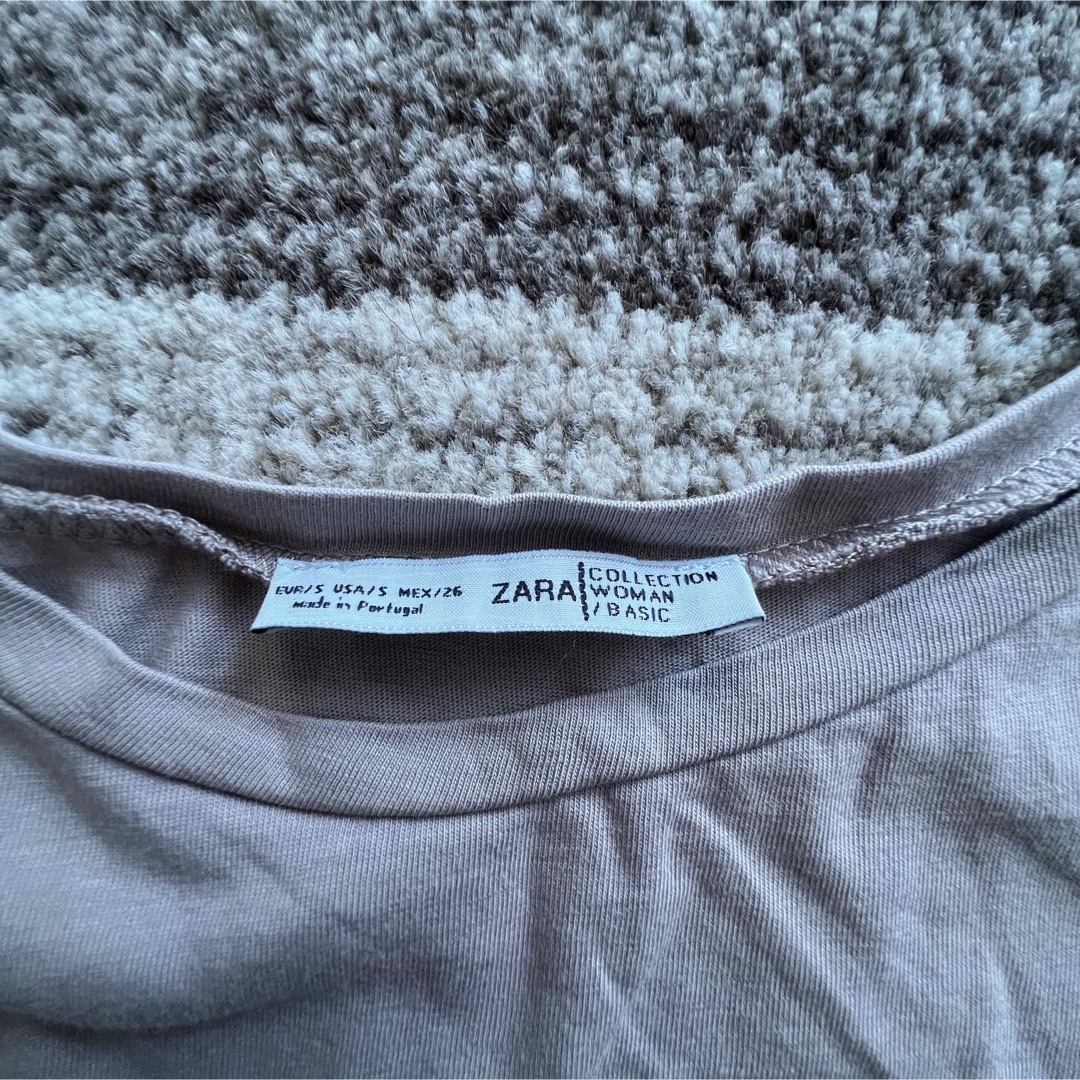 EUR/S USA/S MEX/26
made in Portugal
ZARA
COLLECTION
WOMAN
/BASIC